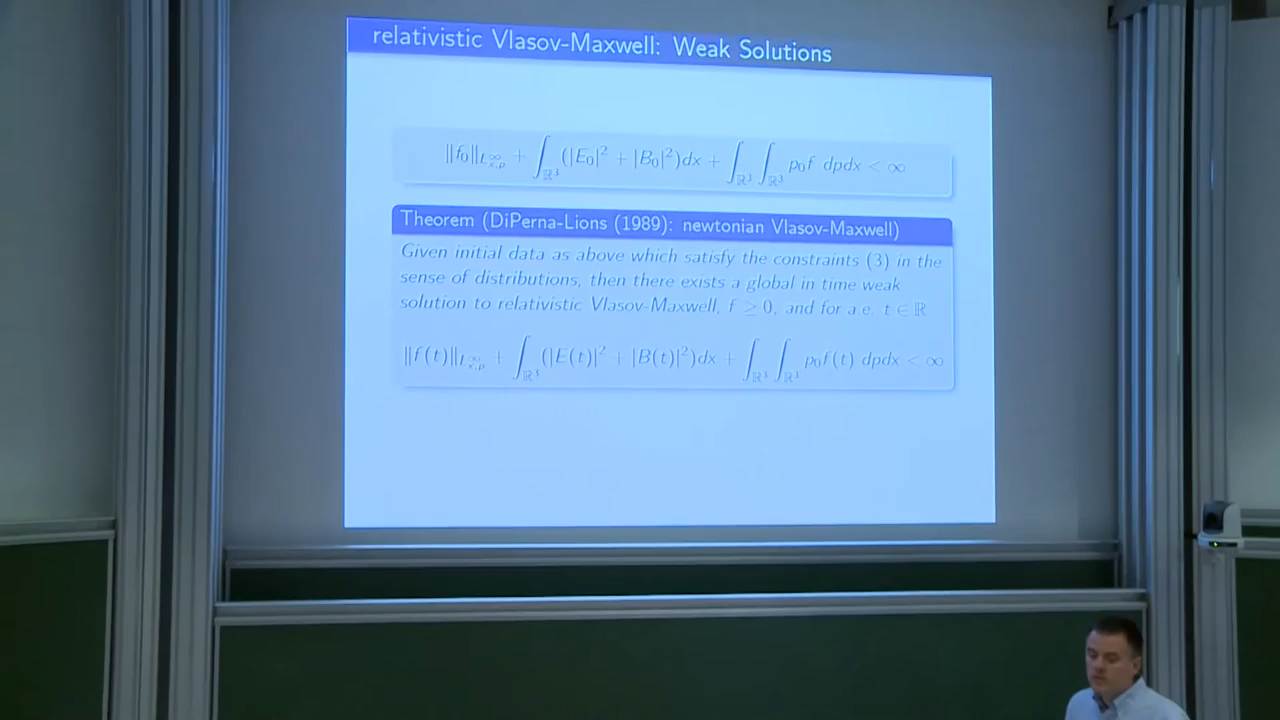 relativistic Vlasov-Maxwell: Weak Solutions
‖f₀‖_{L^∞_{x,p}} + ∫_{ℝ³} (|E₀|² + |B₀|²)dx + ∫_{ℝ³} ∫_{ℝ³} p₀f dpdx < ∞
Theorem (DiPerna-Lions (1989): newtonian Vlasov-Maxwell)
Given initial data as above which satisfy the constraints (3) in the
sense of distributions, then there exists a global in time weak
solution to relativistic Vlasov-Maxwell, f ≥ 0, and for a.e. t ∈ ℝ
‖f(t)‖_{L^∞_{x,p}} + ∫_{ℝ³} (|E(t)|² + |B(t)|²)dx + ∫_{ℝ³} ∫_{ℝ³} p₀f(t) dpdx < ∞